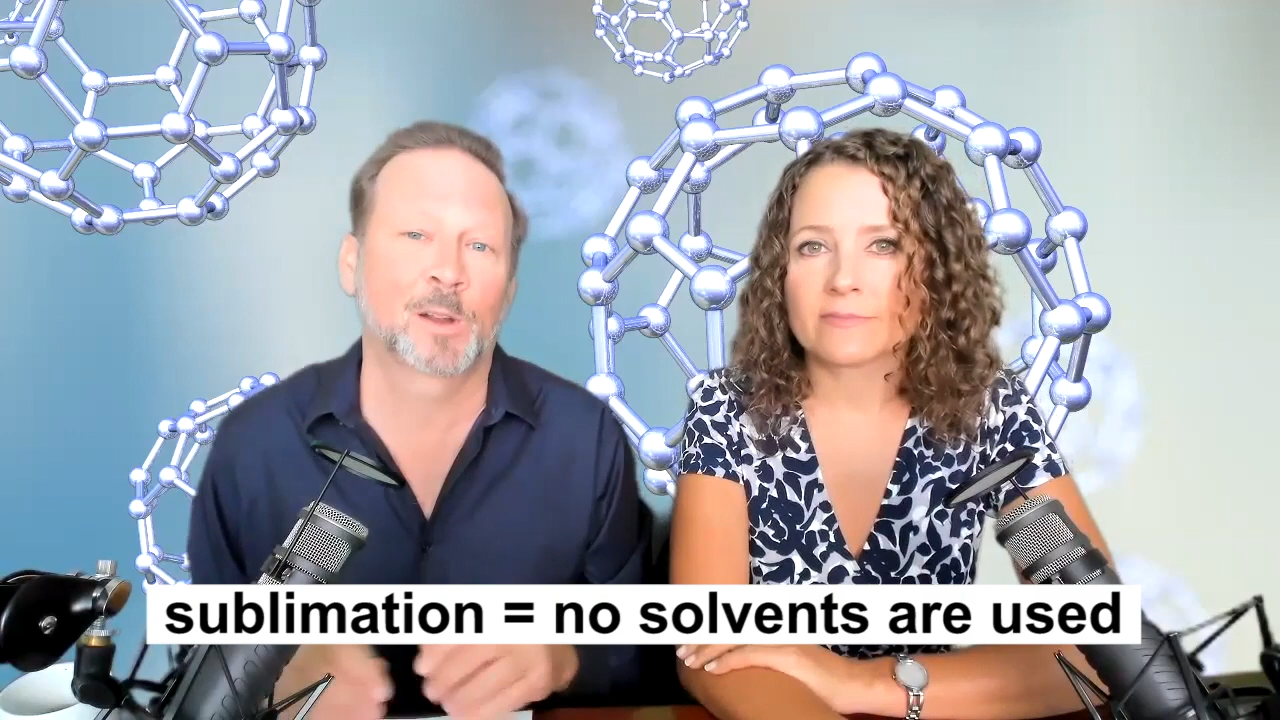 sublimation = no solvents are used